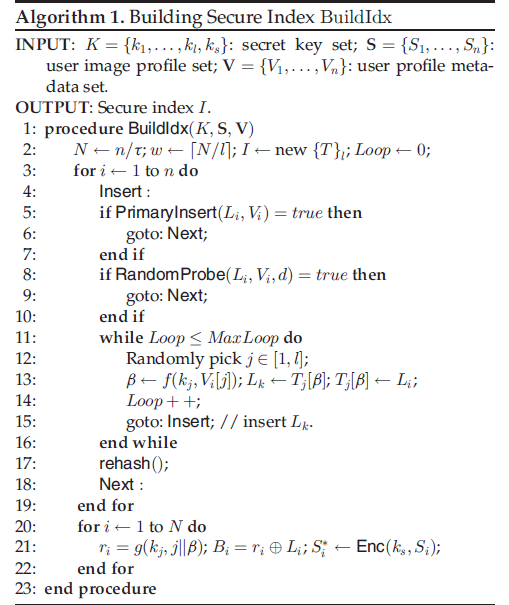 Algorithm 1. Building Secure Index BuildIdx
INPUT: K = {k_1, . . . , k_l, k_s}: secret key set; S = {S_1, . . . , S_n}:
user image profile set; V = {V_1, . . . , V_n}: user profile meta-
data set.
OUTPUT: Secure index I.
1: procedure BuildIdx(K, S, V)
2: N ← n/τ; w ← ⌈N/l⌉; I ← new {T}_l; Loop ← 0;
3: for i ← 1 to n do
4: Insert :
5: if PrimaryInsert(L_i, V_i) = true then
6: goto: Next;
7: end if
8: if RandomProbe(L_i, V_i, d) = true then
9: goto: Next;
10: end if
11: while Loop ≤ MaxLoop do
12: Randomly pick j ∈ [1, l];
13: β ← f(k_j, V_i[j]); L_k ← T_j[β]; T_j[β] ← L_i;
14: Loop + +;
15: goto: Insert; // insert L_k.
16: end while
17: rehash();
18: Next :
19: end for
20: for i ← 1 to N do
21: r_i = g(k_j, j||β); B_i = r_i ⊕ L_i; S_i^* ← Enc(k_s, S_i);
22: end for
23: end procedure